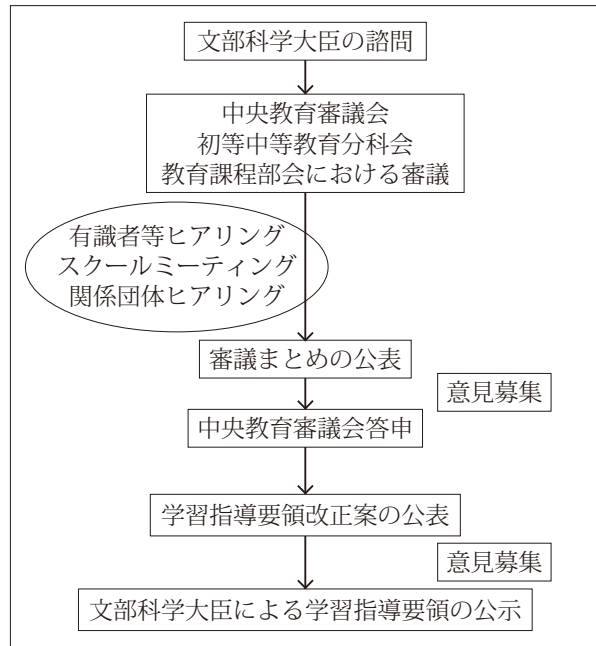 文部科学大臣の諮問
中央教育審議会
初等中等教育分科会
教育課程部会における審議
有識者等ヒアリング
スクールミーティング
関係団体ヒアリング
審議まとめの公表
意見募集
中央教育審議会答申
学習指導要領改正案の公表
意見募集
文部科学大臣による学習指導要領の公示